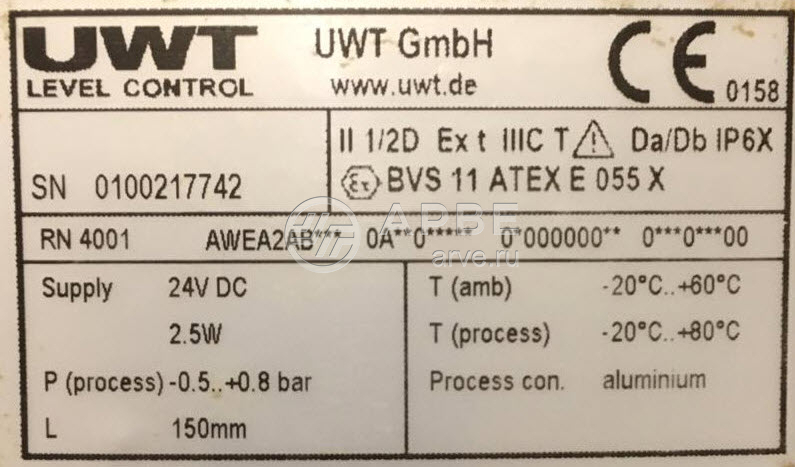 UWT
LEVEL CONTROL
UWT GmbH
www.uwt.de
CE 0158
SN 0100217742
II 1/2D Ex t IIIC T⚠ Da/Db IP6X
Ex BVS 11 ATEX E 055 X
RN 4001 AWEA2AB*** 0A**0***** 0*000000** 0***0***00
АРВЕ
arve.ru
Supply 24V DC
2.5W
P (process) -0.5..+0.8 bar
L 150mm
T (amb) -20°C..+60°C
T (process) -20°C..+80°C
Process con. aluminium